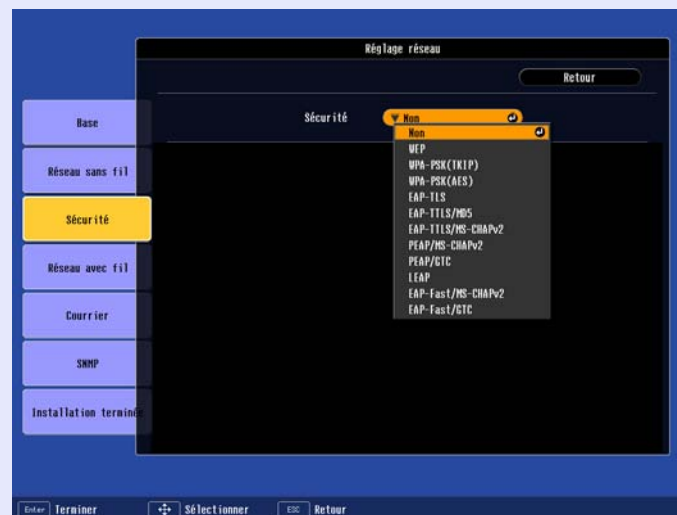 Réglage réseau
Retour
Base
Réseau sans fil
Sécurité
Réseau avec fil
Courrier
SNMP
Installation terminée
Sécurité
Non
Non
WEP
WPA-PSK(TKIP)
WPA-PSK(AES)
EAP-TLS
EAP-TTLS/MD5
EAP-TTLS/MS-CHAPv2
PEAP/MS-CHAPv2
PEAP/GTC
LEAP
EAP-Fast/MS-CHAPv2
EAP-Fast/GTC
Enter Terminer Sélectionner ESC Retour